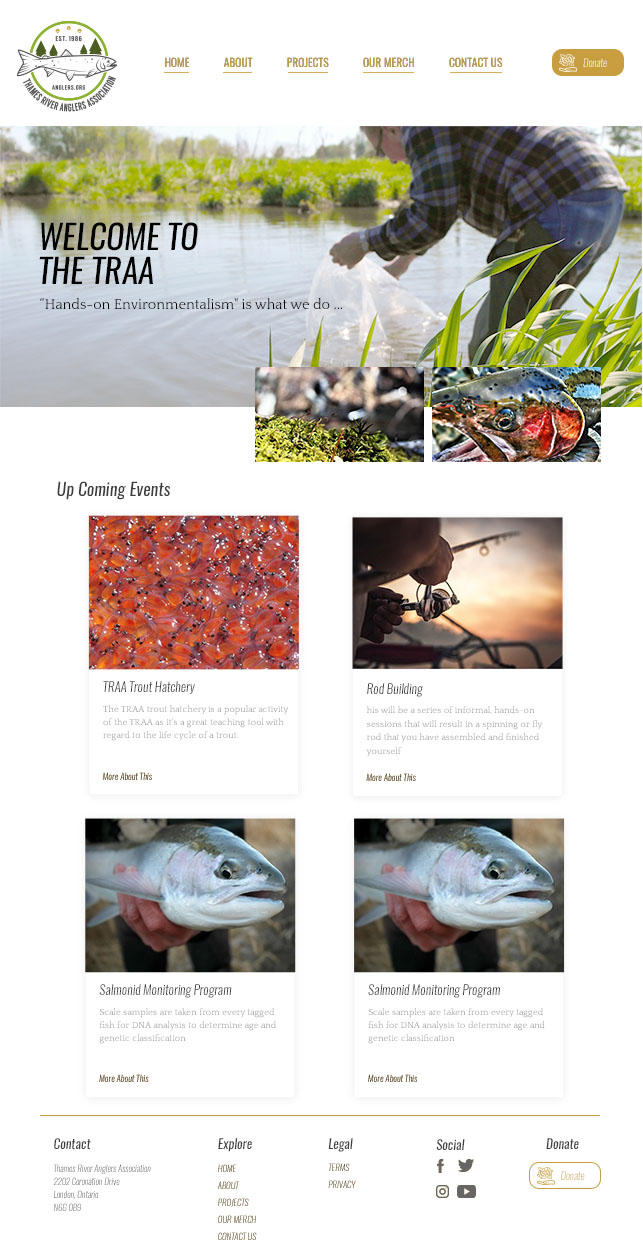 EST. 1986
ANGLERS.ORG
THAMES RIVER ANGLERS ASSOCIATION
HOME
ABOUT
PROJECTS
OUR MERCH
CONTACT US
Donate
WELCOME TO
THE TRAA
“Hands-on Environmentalism" is what we do ...
Up Coming Events
TRAA Trout Hatchery
The TRAA trout hatchery is a popular activity
of the TRAA as it's a great teaching tool with
regard to the life cycle of a trout.
More About This
Rod Building
his will be a series of informal, hands-on
sessions that will result in a spinning or fly
rod that you have assembled and finished
yourself
More About This
Salmonid Monitoring Program
Scale samples are taken from every tagged
fish for DNA analysis to determine age and
genetic classification
More About This
Salmonid Monitoring Program
Scale samples are taken from every tagged
fish for DNA analysis to determine age and
genetic classification
More About This
Contact
Thames River Anglers Association
2202 Coronation Drive
London, Ontario
N6G 0B9
Explore
HOME
ABOUT
PROJECTS
OUR MERCH
CONTACT US
Legal
TERMS
PRIVACY
Social
Donate
Donate